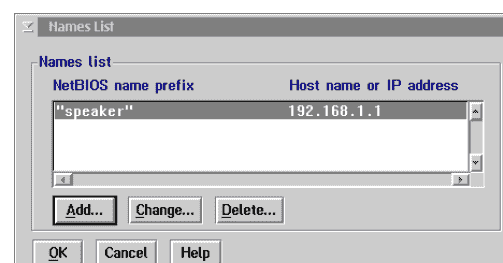 Names List
Names list
NetBIOS name prefix Host name or IP address
"speaker" 192.168.1.1
Add... Change... Delete...
OK Cancel Help